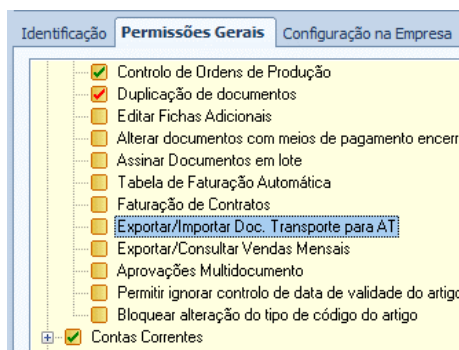 Identificação Permissões Gerais Configuração na Empresa
Controlo de Ordens de Produção
Duplicação de documentos
Editar Fichas Adicionais
Alterar documentos com meios de pagamento encerr
Assinar Documentos em lote
Tabela de Faturação Automática
Faturação de Contratos
Exportar/Importar Doc. Transporte para AT
Exportar/Consultar Vendas Mensais
Aprovações Multidocumento
Permitir ignorar controlo de data de validade do artigo
Bloquear alteração do tipo de código do artigo
Contas Correntes